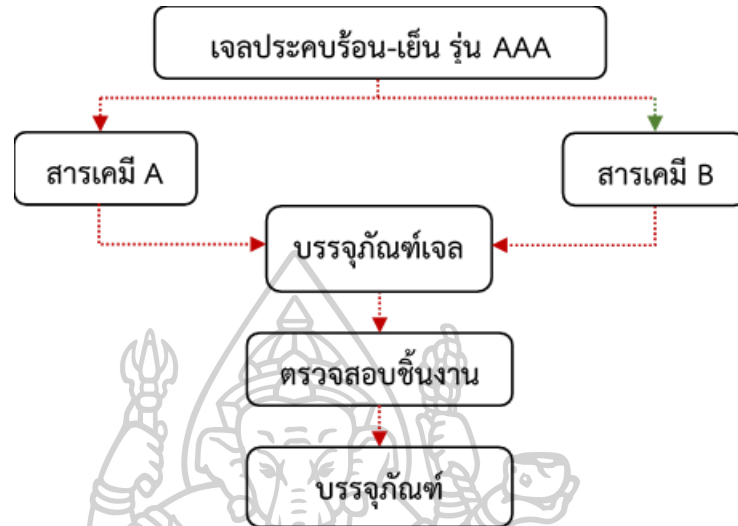 เจลประคบร้อน-เย็น รุ่น AAA
สารเคมี A
สารเคมี B
บรรจุภัณฑ์เจล
ตรวจสอบชิ้นงาน
บรรจุภัณฑ์